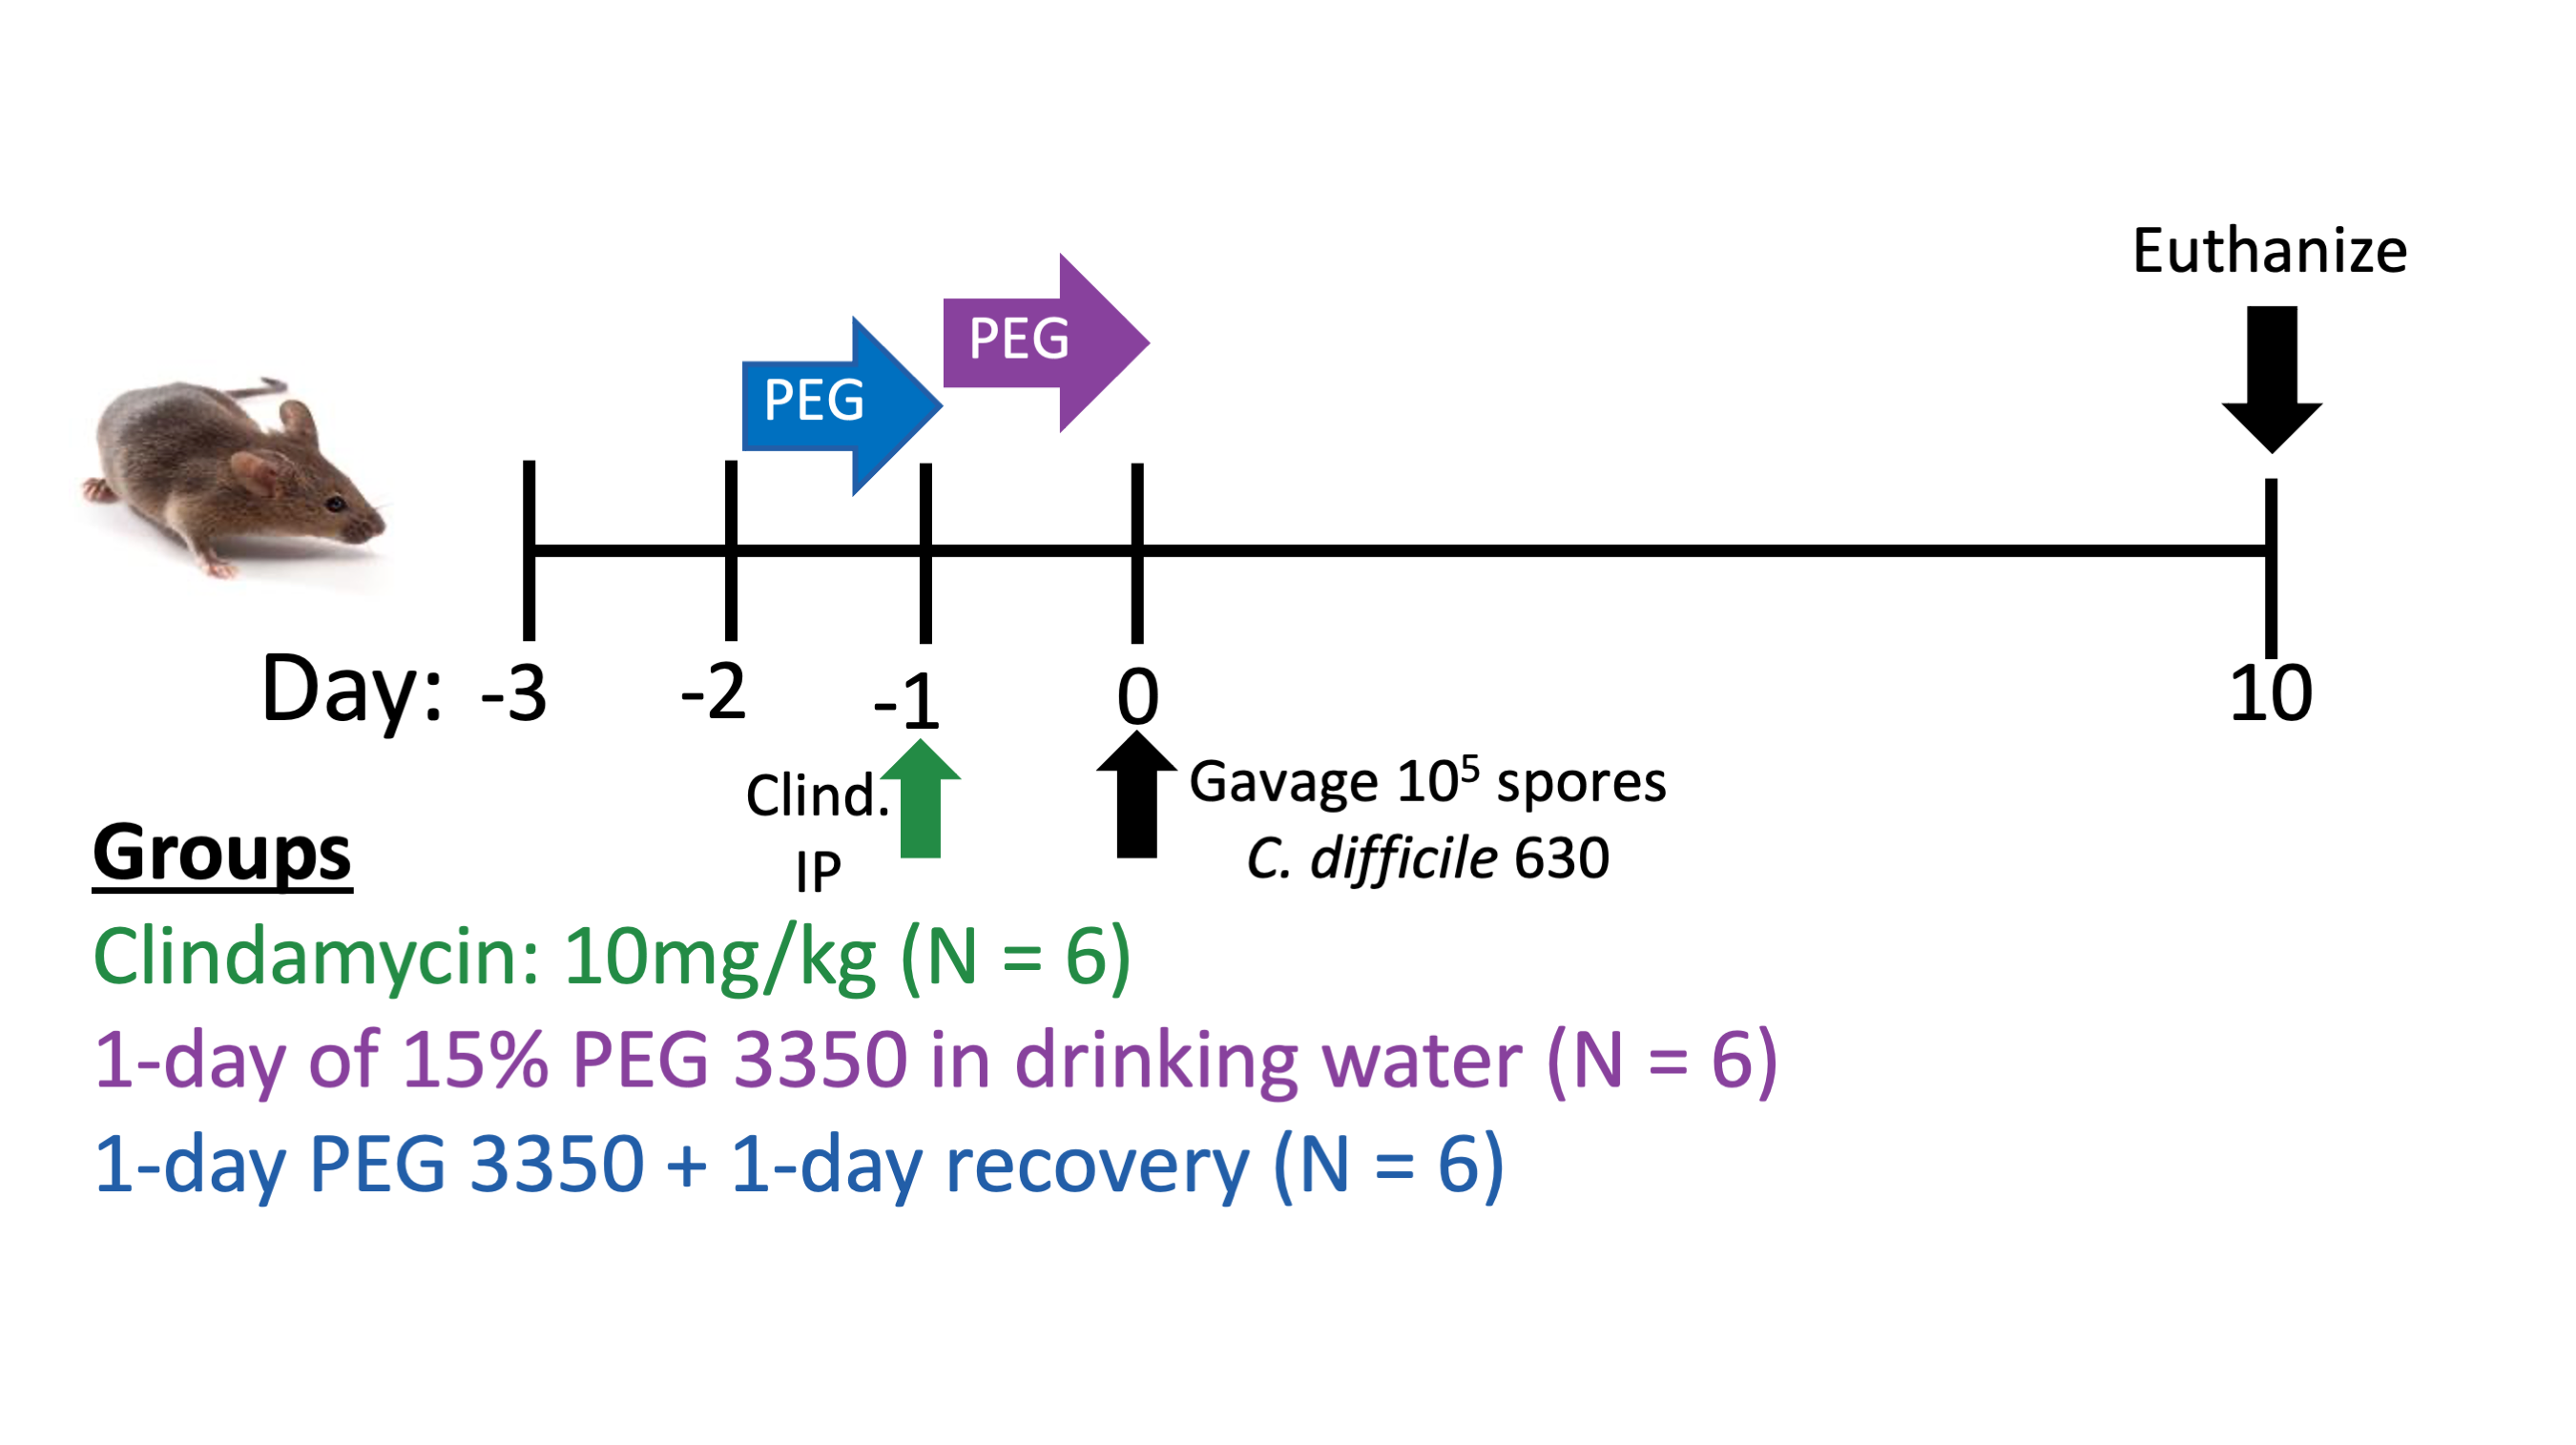 Euthanize
PEG
PEG
Day: -3 -2 -1 0 10
Clind.
IP
Gavage 10⁵ spores
C. difficile 630
Groups
Clindamycin: 10mg/kg (N = 6)
1-day of 15% PEG 3350 in drinking water (N = 6)
1-day PEG 3350 + 1-day recovery (N = 6)